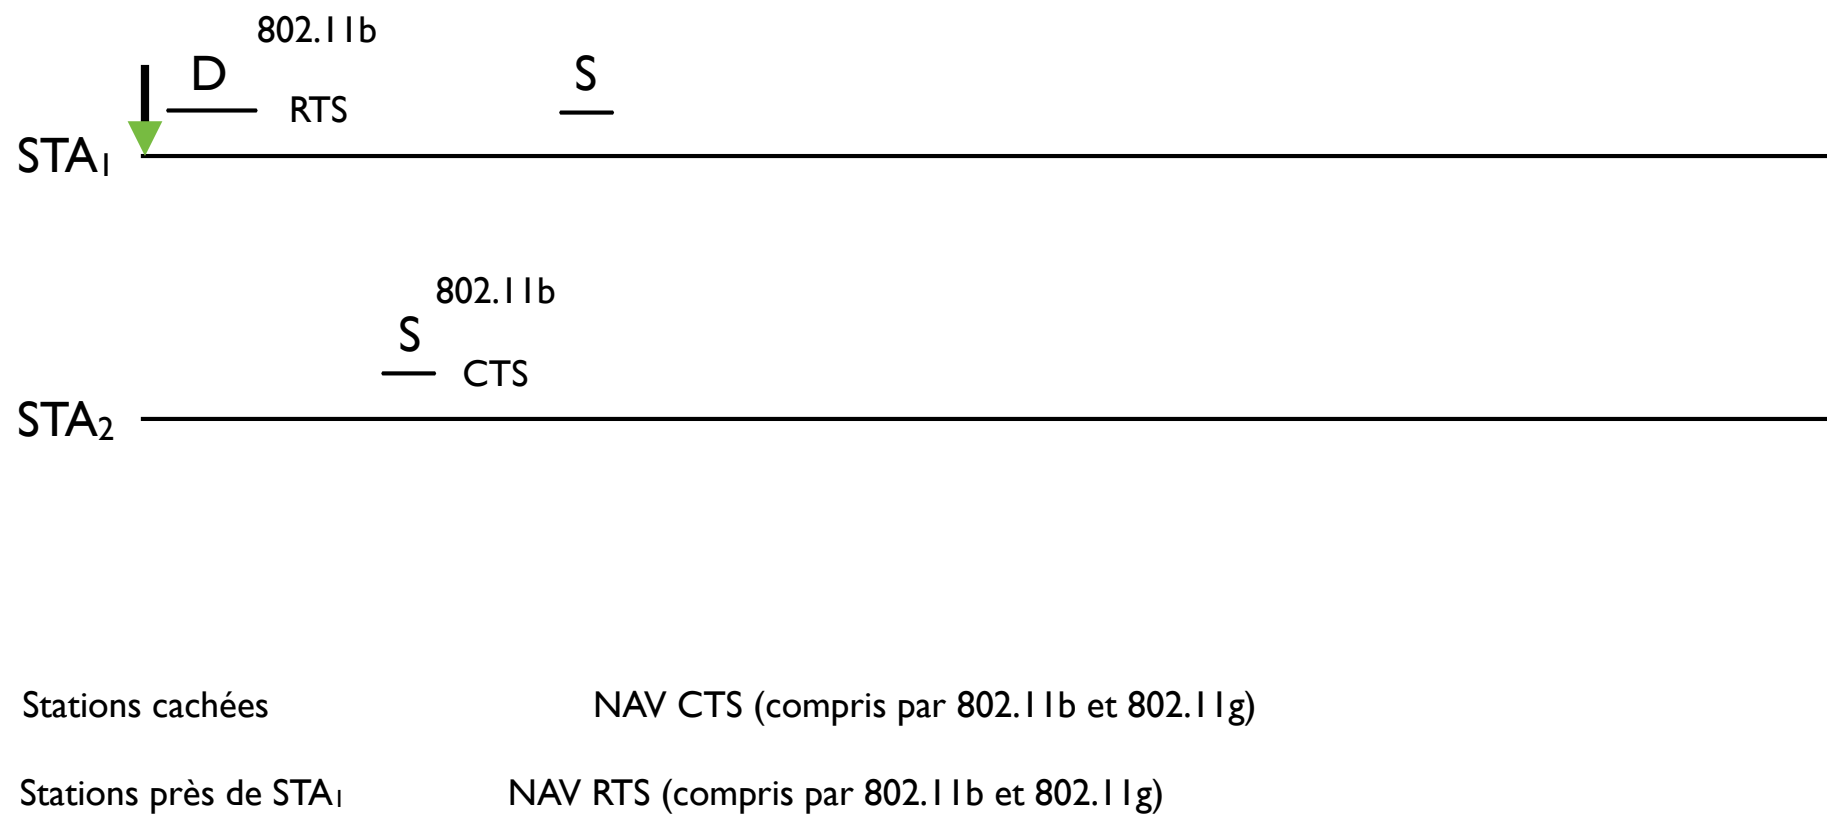 802.11b
D
S
RTS
STA₁
802.11b
S
CTS
STA₂
Stations cachées
NAV CTS (compris par 802.11b et 802.11g)
Stations près de STA₁
NAV RTS (compris par 802.11b et 802.11g)